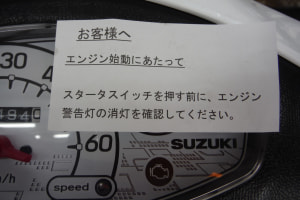 お客様へ
エンジン始動にあたって
スタータスイッチを押す前に、エンジン
警告灯の消灯を確認してください。
30
40
60
940
SUZUKI
km/h
speed